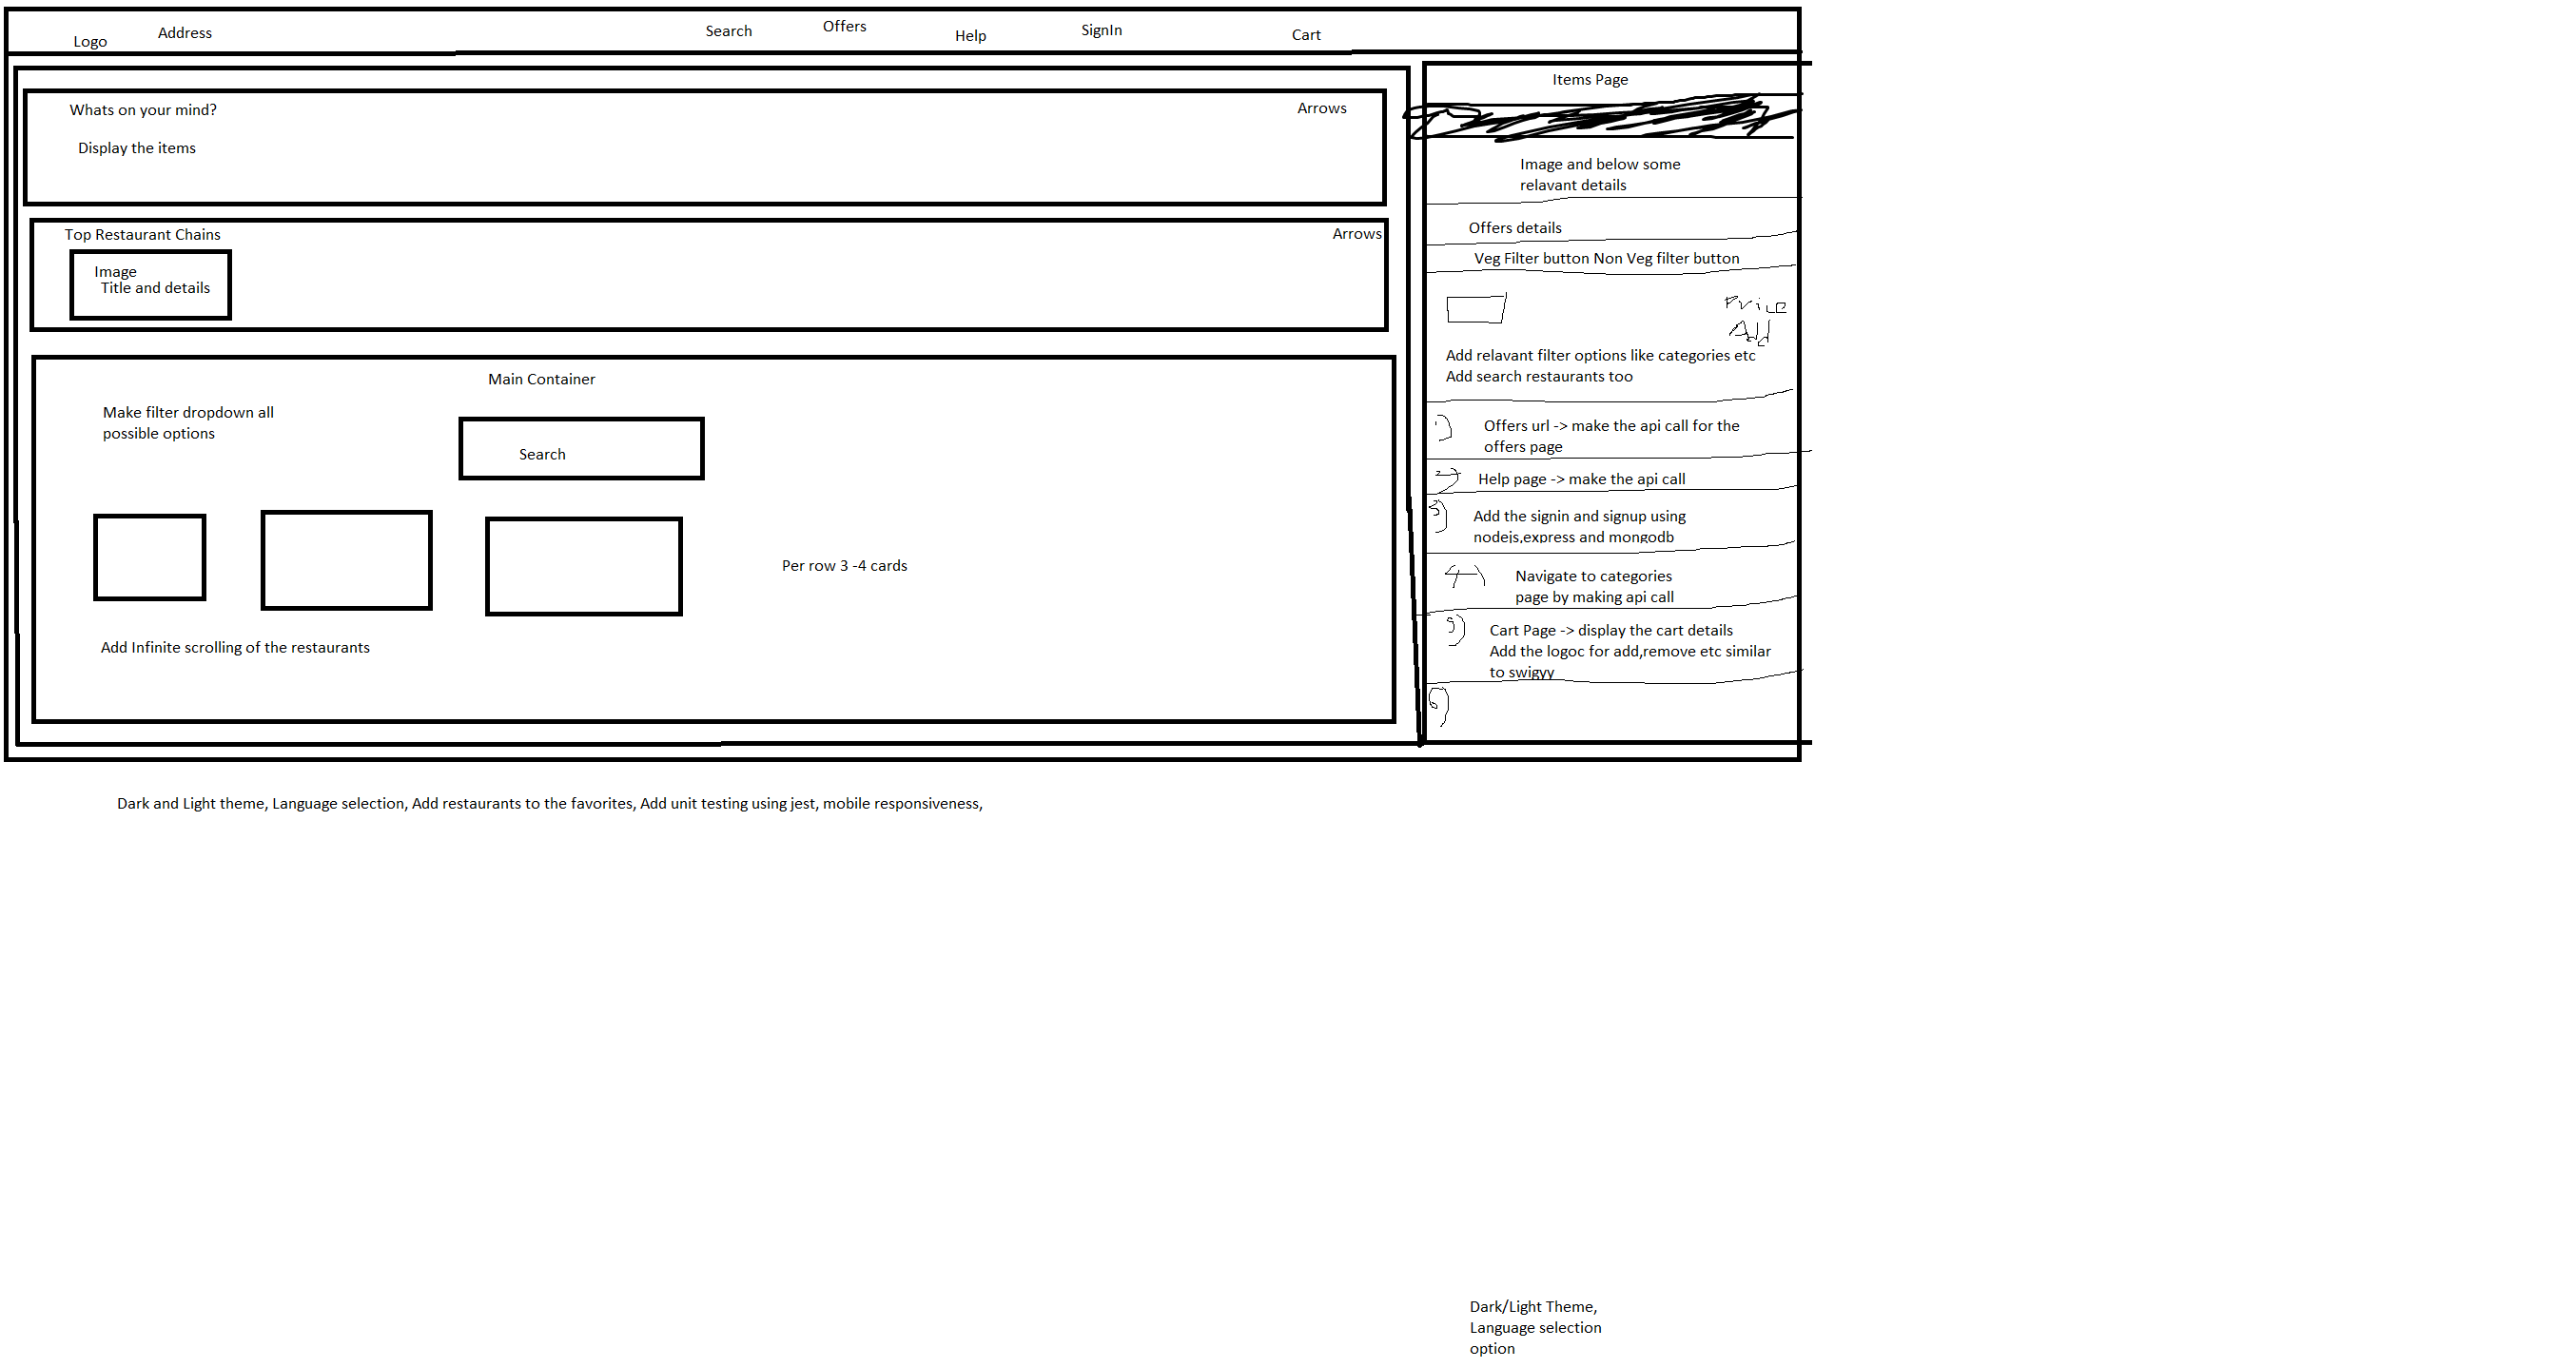 Logo
Address
Search
Offers
Help
SignIn
Cart
Whats on your mind?
Arrows
Display the items
Top Restaurant Chains
Arrows
Image
Title and details
Main Container
Make filter dropdown all
possible options
Search
Per row 3 -4 cards
Add Infinite scrolling of the restaurants
Items Page
Image and below some
relavant details
Offers details
Veg Filter button Non Veg filter button
Price
Add
Add relavant filter options like categories etc
Add search restaurants too
1)
Offers url -> make the api call for the
offers page
2)
Help page -> make the api call
3)
Add the signin and signup using
nodejs,express and mongodb
4)
Navigate to categories
page by making api call
5)
Cart Page -> display the cart details
Add the logoc for add,remove etc similar
to swigyy
6)
Dark and Light theme, Language selection, Add restaurants to the favorites, Add unit testing using jest, mobile responsiveness,
Dark/Light Theme,
Language selection
option